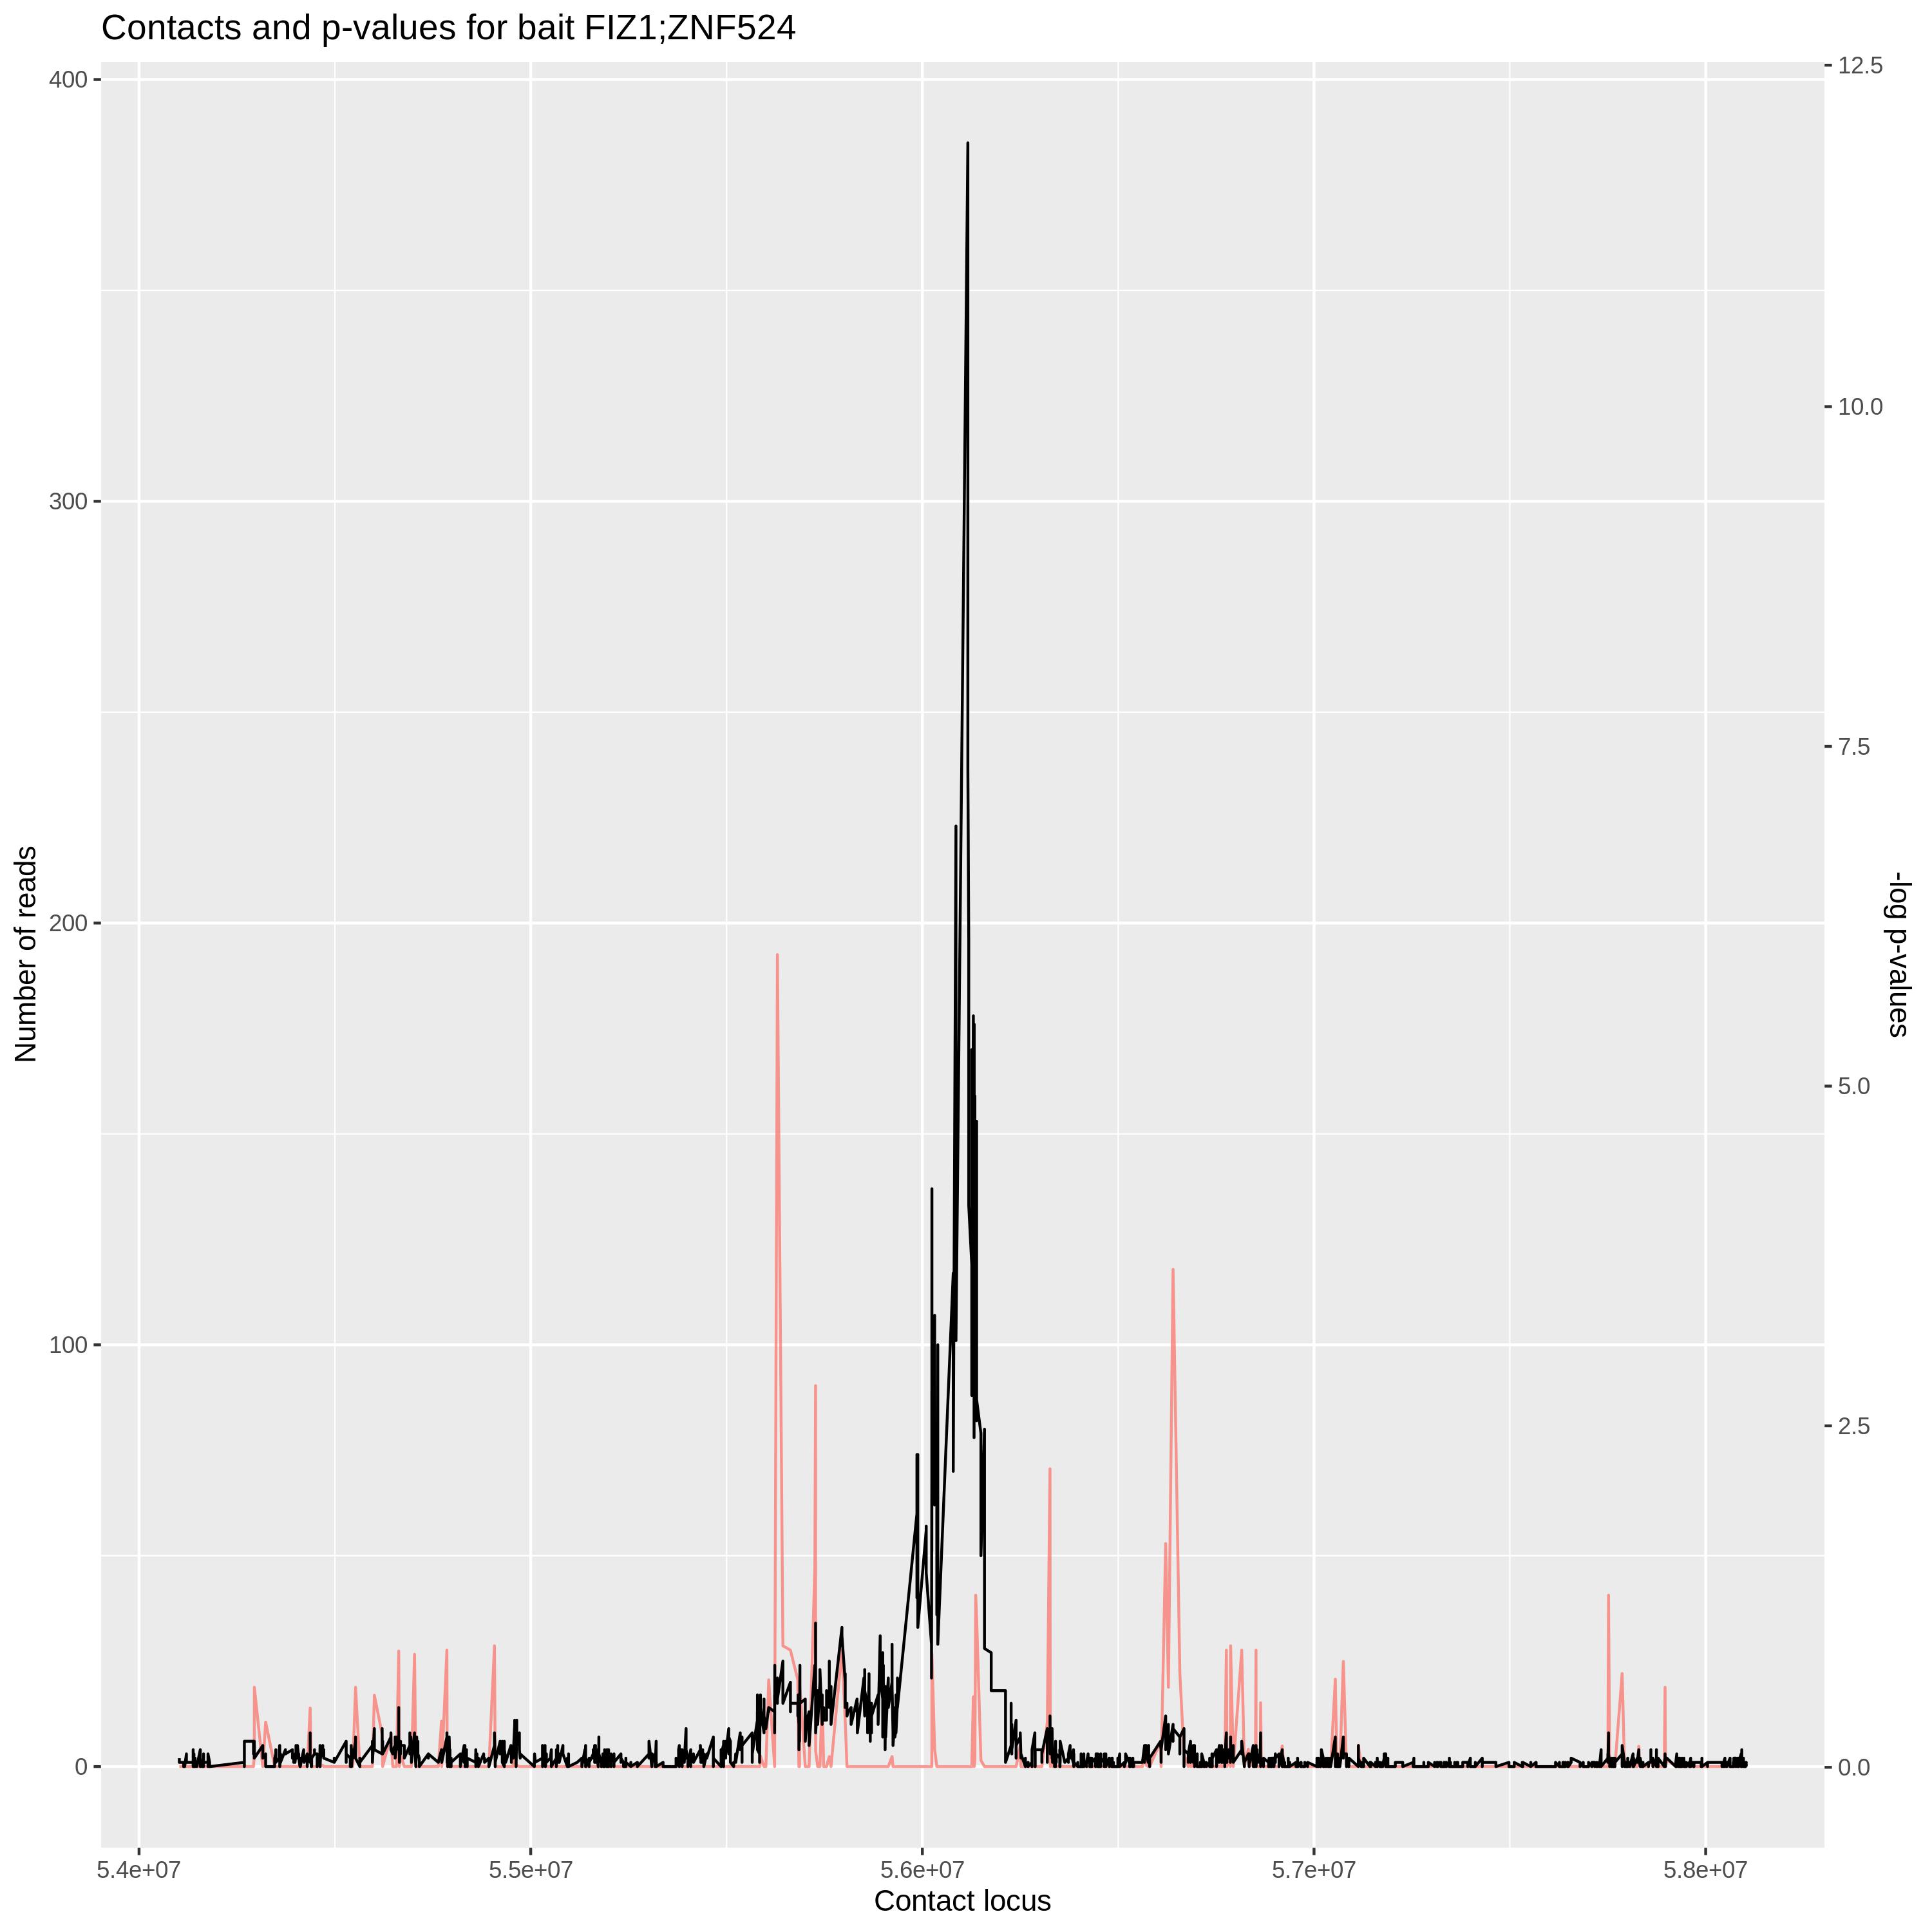 Contacts and p-values for bait FIZ1;ZNF524
400
300
200
100
0
Number of reads
12.5
10.0
7.5
5.0
2.5
0.0
-log p-values
5.4e+07
5.5e+07
5.6e+07
5.7e+07
5.8e+07
Contact locus